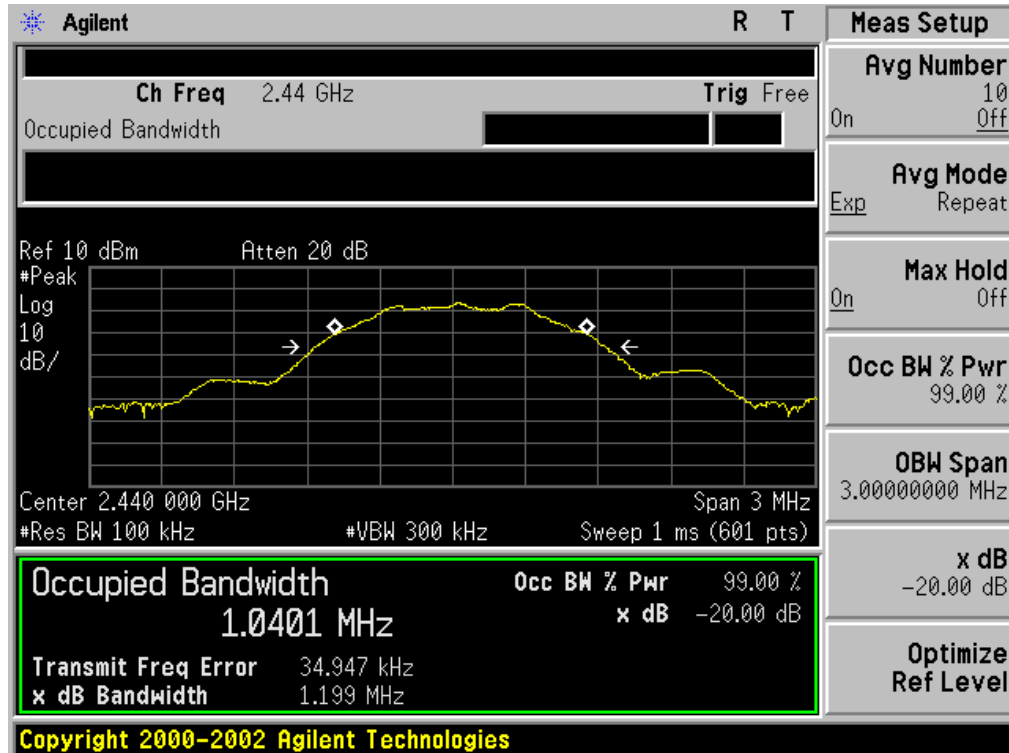 Agilent R T
Ch Freq 2.44 GHz Trig Free
Occupied Bandwidth
Ref 10 dBm Atten 20 dB
#Peak
Log
10
dB/
Center 2.440 000 GHz Span 3 MHz
#Res BW 100 kHz #VBW 300 kHz Sweep 1 ms (601 pts)
Occupied Bandwidth
1.0401 MHz
Occ BW % Pwr 99.00 %
x dB -20.00 dB
Transmit Freq Error 34.947 kHz
x dB Bandwidth 1.199 MHz
Copyright 2000-2002 Agilent Technologies
Meas Setup
Avg Number
10
On Off
Avg Mode
Exp Repeat
Max Hold
On Off
Occ BW % Pwr
99.00 %
OBW Span
3.00000000 MHz
x dB
-20.00 dB
Optimize
Ref Level